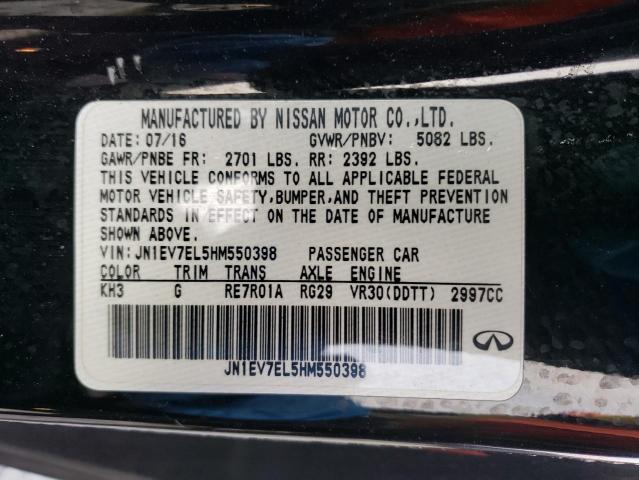 MANUFACTURED BY NISSAN MOTOR CO.,LTD.
DATE: 07/16 GVWR/PNBV: 5082 LBS.
GAWR/PNBE FR: 2701 LBS. RR: 2392 LBS.
THIS VEHICLE CONFORMS TO ALL APPLICABLE FEDERAL
MOTOR VEHICLE SAFETY,BUMPER,AND THEFT PREVENTION
STANDARDS IN EFFECT ON THE DATE OF MANUFACTURE
SHOWN ABOVE.
VIN: JN1EV7EL5HM550398 PASSENGER CAR
COLOR TRIM TRANS AXLE ENGINE
KH3 G RE7R01A RG29 VR30(DDTT) 2997CC
JN1EV7EL5HM550398
INFINITI